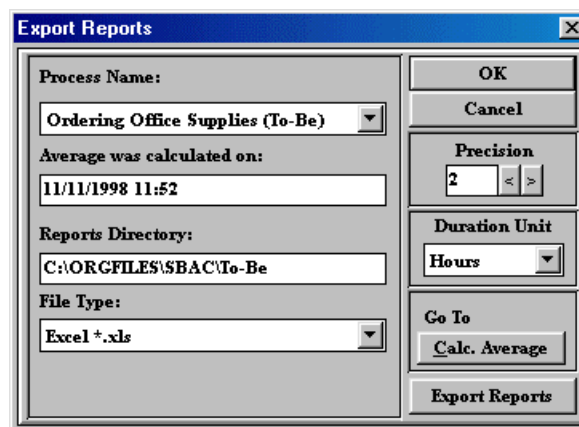 Export Reports
Process Name:
Ordering Office Supplies (To-Be)
Average was calculated on:
11/11/1998 11:52
Reports Directory:
C:\ORGFILES\SBAC\To-Be
File Type:
Excel *.xls
OK
Cancel
Precision
2 < >
Duration Unit
Hours
Go To
Calc. Average
Export Reports